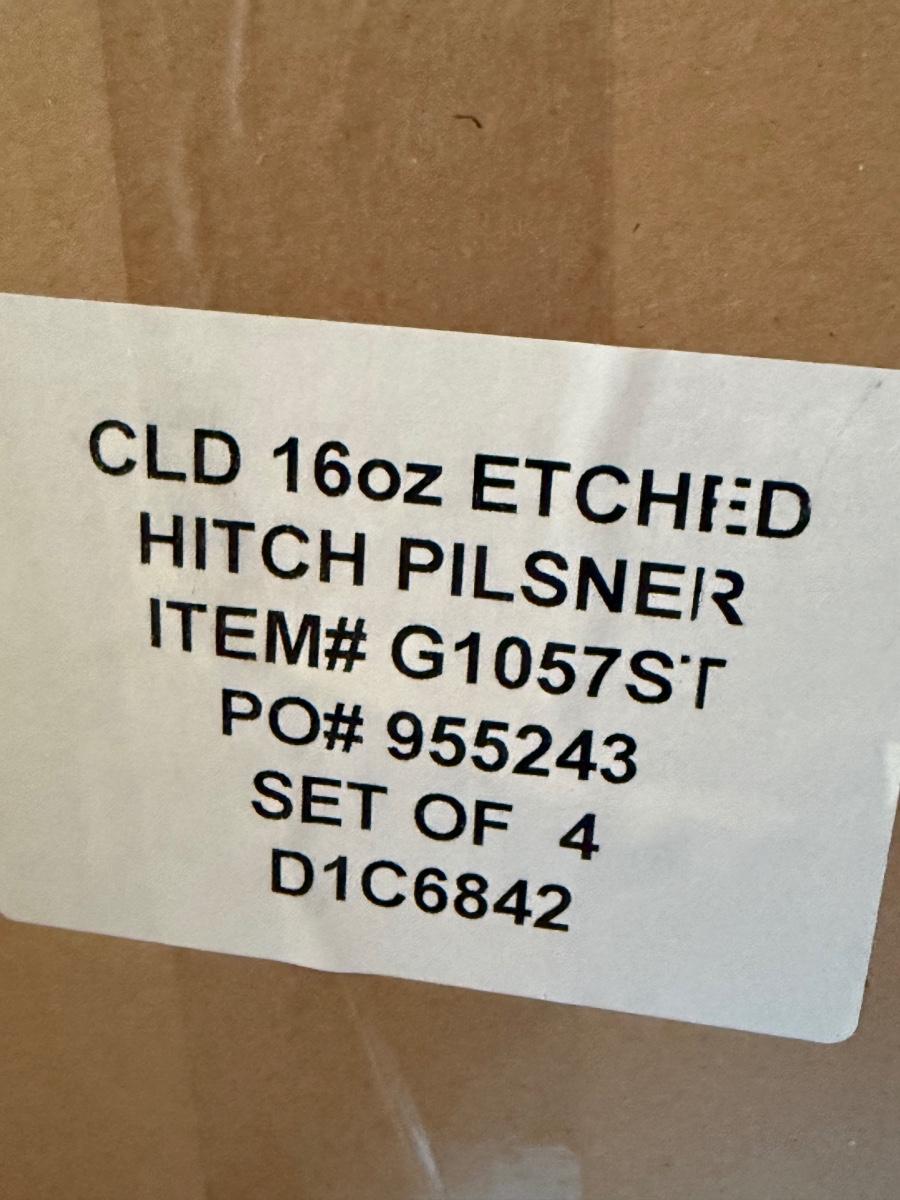 CLD 16oz ETCHED
HITCH PILSNER
ITEM# G1057ST
PO# 955243
SET OF 4
D1C6842